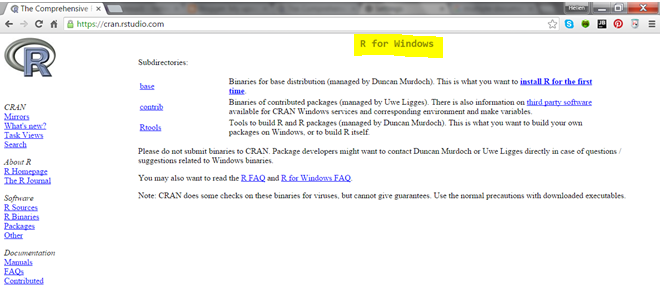 The Comprehensive
Helen
https://cran.rstudio.com
R
R for Windows
Subdirectories:
base
Binaries for base distribution (managed by Duncan Murdoch). This is what you want to install R for the first
time.
contrib
Binaries of contributed packages (managed by Uwe Ligges). There is also information on third party software
available for CRAN Windows services and corresponding environment and make variables.
Rtools
Tools to build R and R packages (managed by Duncan Murdoch). This is what you want to build your own
packages on Windows, or to build R itself.
Please do not submit binaries to CRAN. Package developers might want to contact Duncan Murdoch or Uwe Ligges directly in case of questions /
suggestions related to Windows binaries.
You may also want to read the R FAQ and R for Windows FAQ.
Note: CRAN does some checks on these binaries for viruses, but cannot give guarantees. Use the normal precautions with downloaded executables.
CRAN
Mirrors
What's new?
Task Views
Search
About R
R Homepage
The R Journal
Software
R Sources
R Binaries
Packages
Other
Documentation
Manuals
FAQs
Contributed